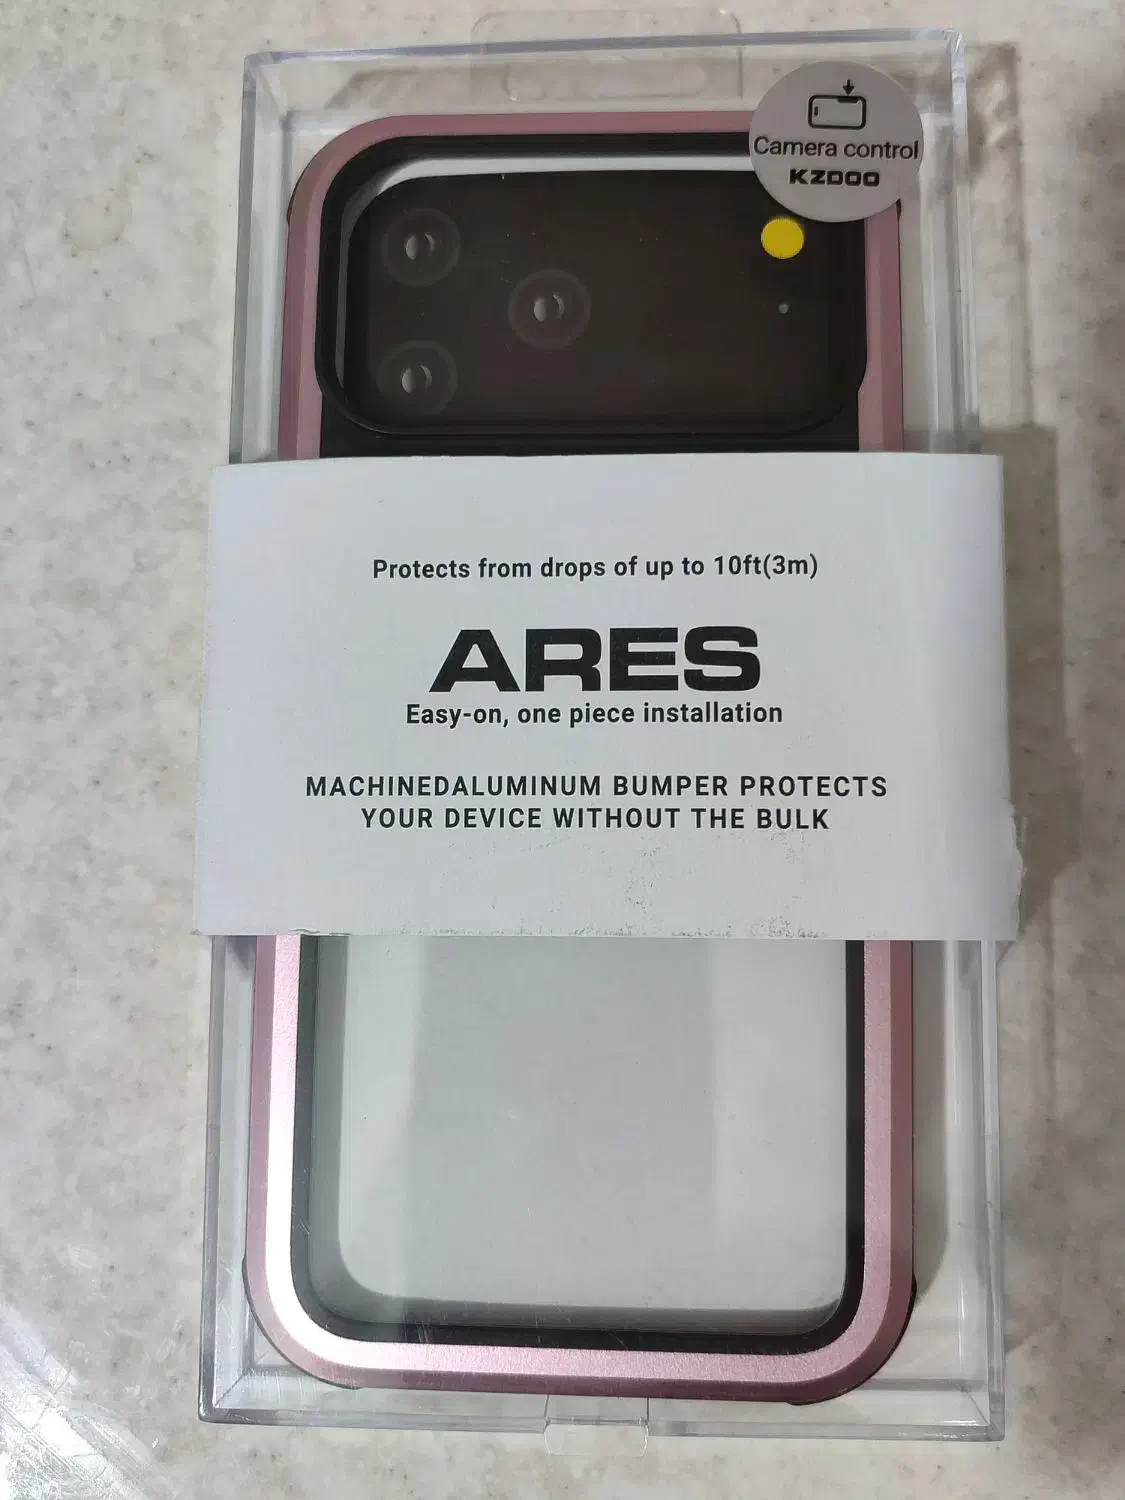 Camera control
KZDOO
Protects from drops of up to 10ft(3m)
ARES
Easy-on, one piece installation
MACHINEDALUMINUM BUMPER PROTECTS
YOUR DEVICE WITHOUT THE BULK